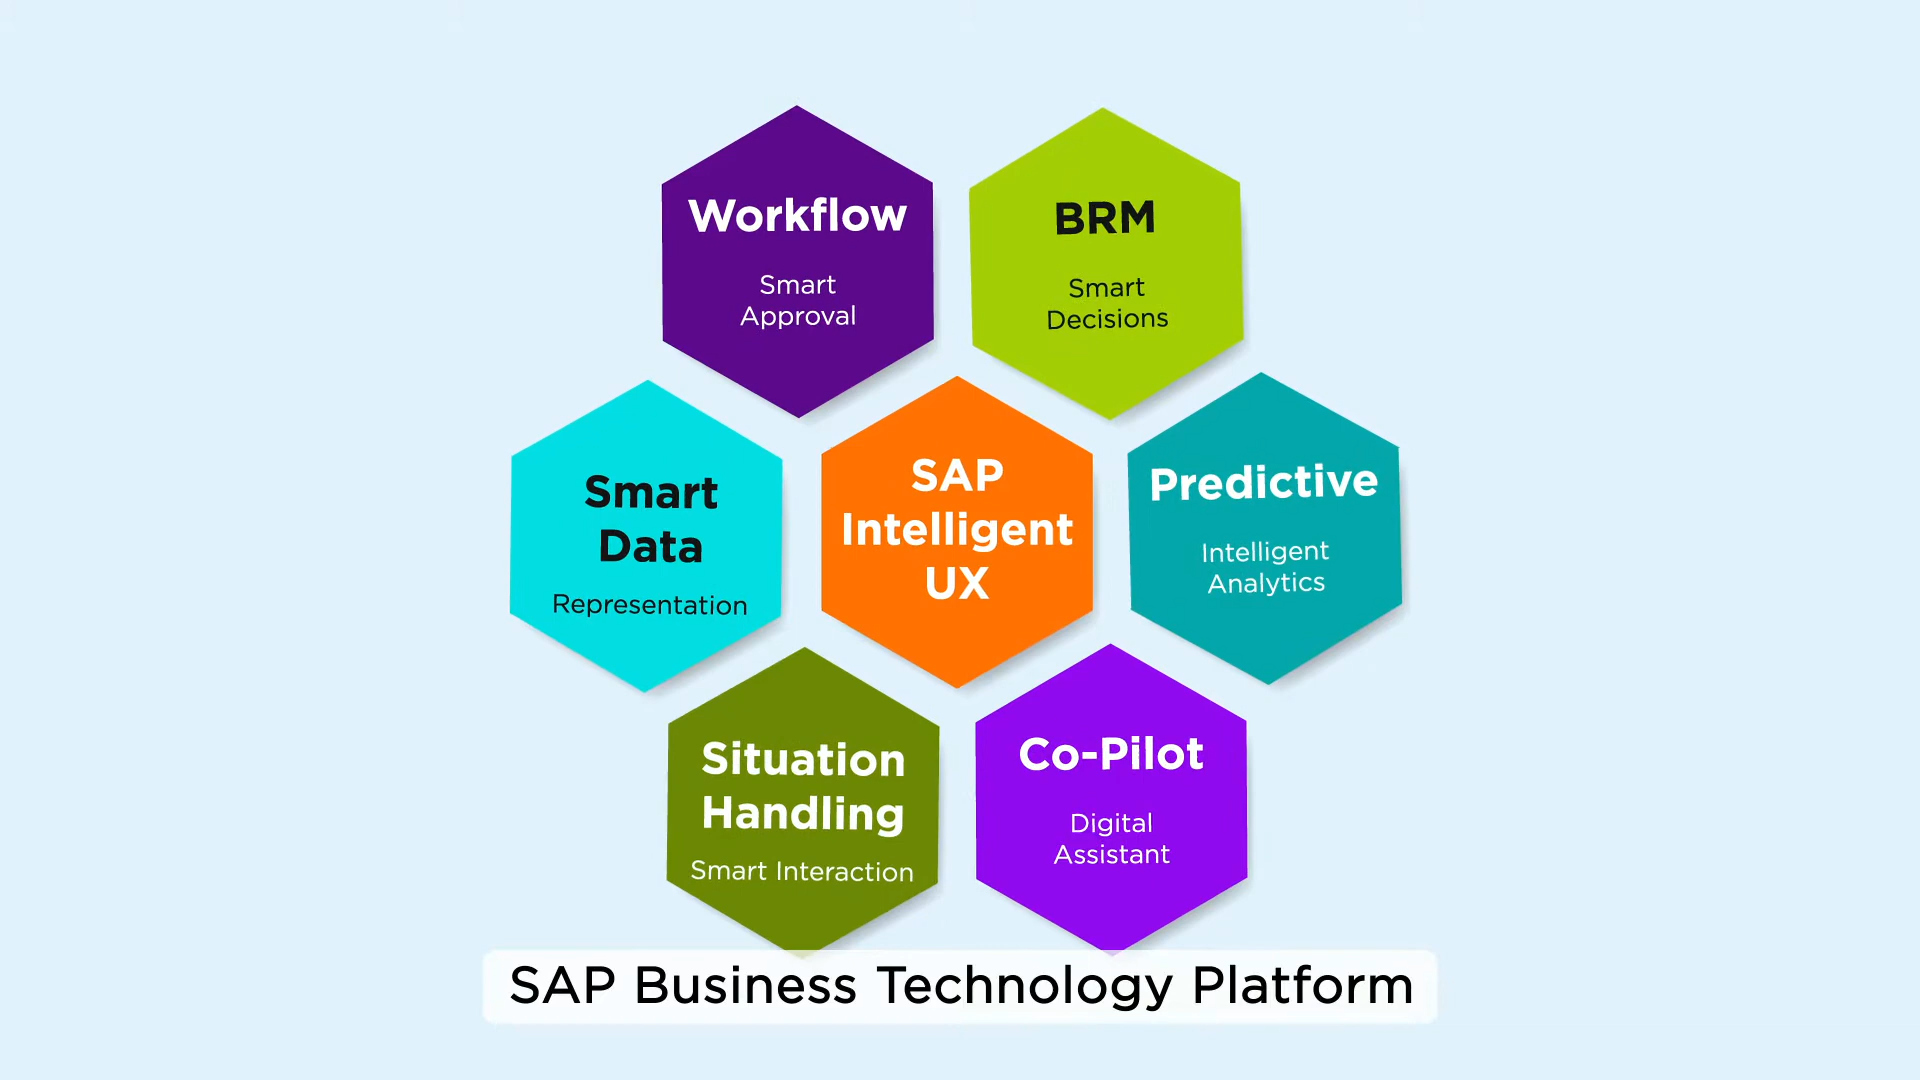 Workflow
Smart
Approval
BRM
Smart
Decisions
Smart
Data
Representation
SAP
Intelligent
UX
Predictive
Intelligent
Analytics
Situation
Handling
Smart Interaction
Co-Pilot
Digital
Assistant
SAP Business Technology Platform